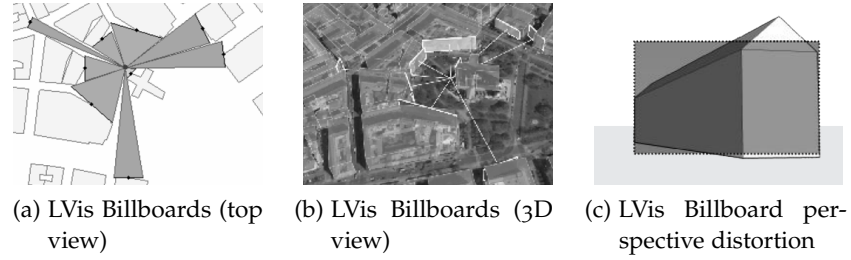 (a) LVis Billboards (top
view)
(b) LVis Billboards (3D
view)
(c) LVis Billboard per-
spective distortion